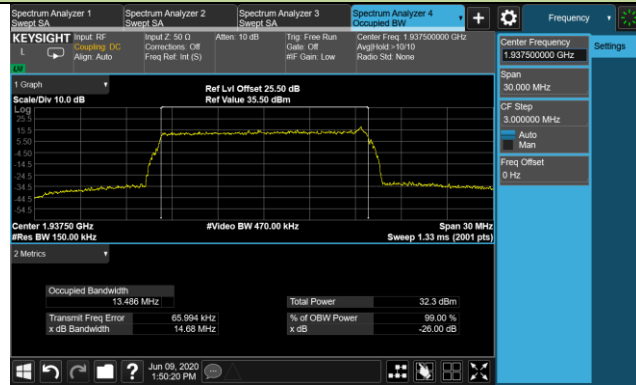 Spectrum Analyzer 1
Swept SA
Spectrum Analyzer 2
Swept SA
Spectrum Analyzer 3
Swept SA
Spectrum Analyzer 4
Occupied BW
Frequency
KEYSIGHT
L
Input: RF
Coupling: DC
Align: Auto
Input Z: 50 Ω
Corrections: Off
Freq Ref: Int (S)
Atten: 10 dB
Trig: Free Run
Gate: Off
#IF Gain: Low
Center Freq: 1.937500000 GHz
Avg|Hold:>10/10
Radio Std: None
Center Frequency
1.937500000 GHz
Settings
Span
30.000 MHz
CF Step
3.000000 MHz
Auto
Man
Freq Offset
0 Hz
1 Graph
Scale/Div 10.0 dB
Ref Lvl Offset 25.50 dB
Ref Value 35.50 dBm
Log
25.5
15.5
5.50
-4.50
-14.5
-24.5
-34.5
-44.5
-54.5
Center 1.93750 GHz
#Res BW 150.00 kHz
#Video BW 470.00 kHz
Span 30 MHz
Sweep 1.33 ms (2001 pts)
2 Metrics
Occupied Bandwidth
13.486 MHz
Total Power 32.3 dBm
Transmit Freq Error 65.994 kHz
% of OBW Power 99.00 %
x dB Bandwidth 14.68 MHz
x dB -26.00 dB
?
Jun 09, 2020
1:50:20 PM